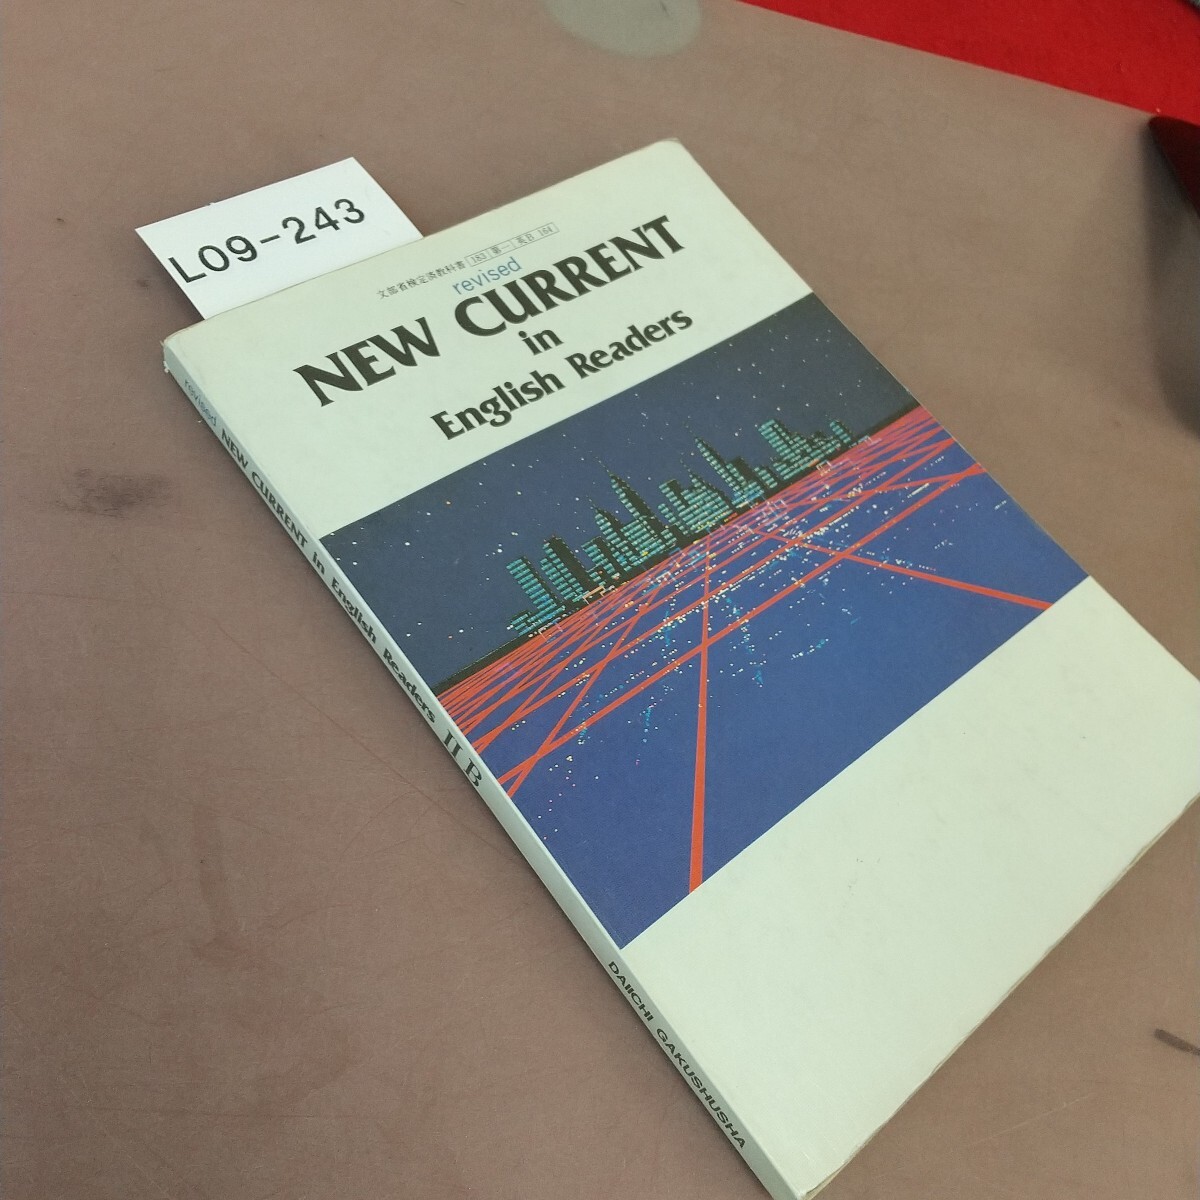 L09-243
文部省検定済教科書 183 第一 英B 164
revised
NEW CURRENT
in
English Readers
revised NEW CURRENT in English Readers II B
DAIICHI GAKUSHUSHA